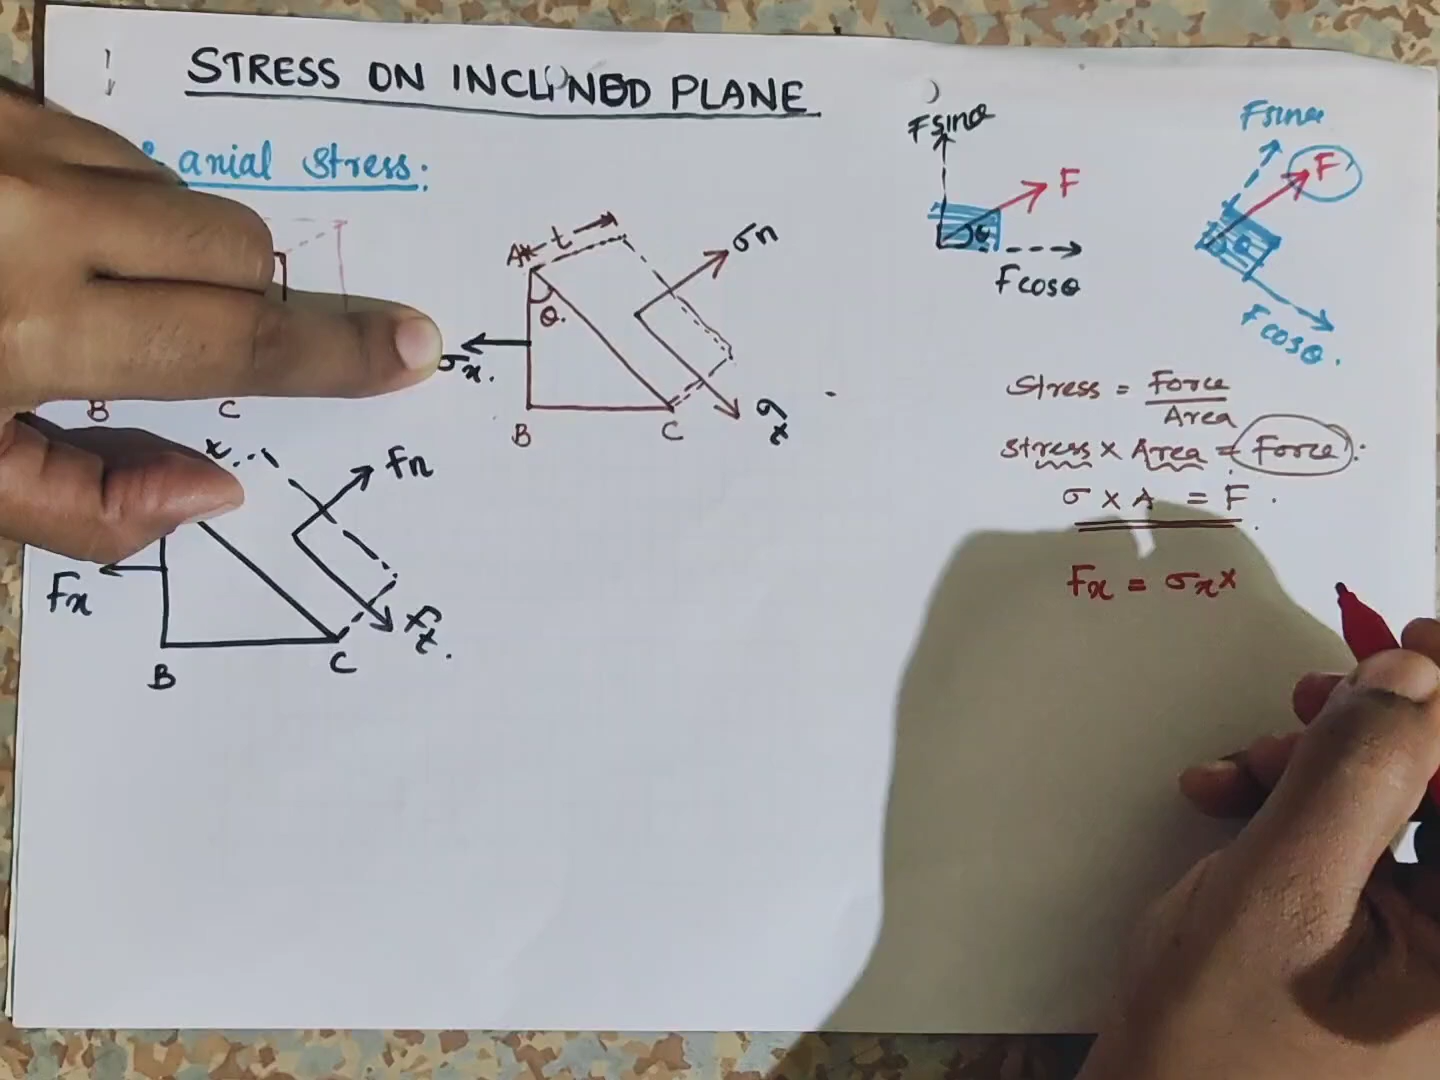 STRESS ON INCLINED PLANE
anial Stress:
B
C
A
t
σn
θ.
σx.
B
C
σt
Fn
Fx
Ft.
B
C
Fsinθ
F
θ
Fcosθ
Fsinθ
F
θ
Fcosθ.
Stress = Force
Area
Stress × Area = Force
σ × A = F
Fx = σx ×